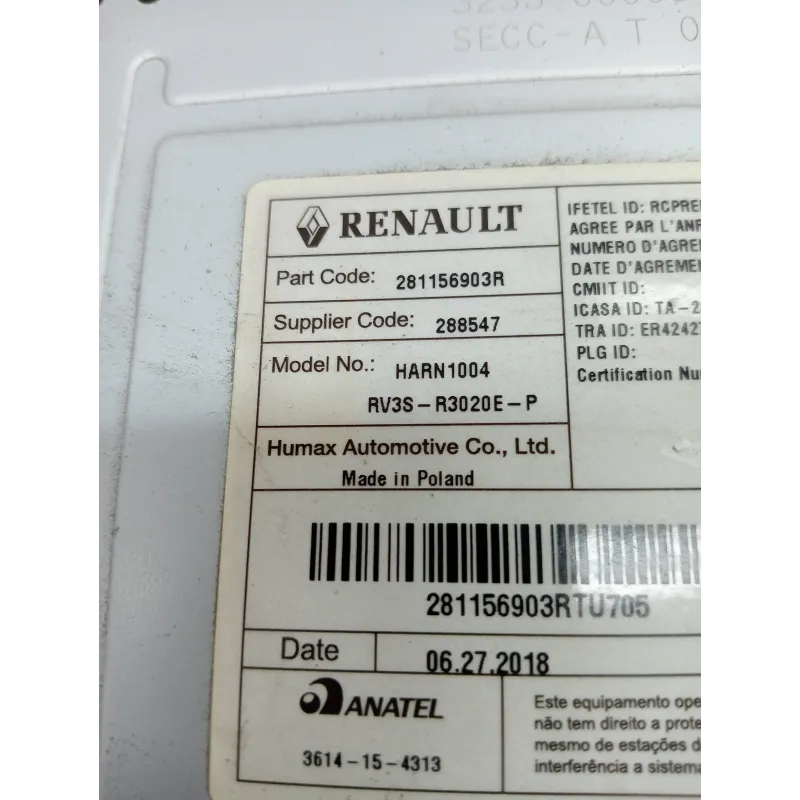 SECC-A T 0
RENAULT
Part Code: 281156903R
Supplier Code: 288547
Model No.: HARN1004
RV3S-R3020E-P
Humax Automotive Co., Ltd.
Made in Poland
IFETEL ID: RCPRE
AGREE PAR L'ANR
NUMERO D'AGRE
DATE D'AGREME
CMIIT ID:
ICASA ID: TA-2
TRA ID: ER4242
PLG ID:
Certification Nu
281156903RTU705
Date 06.27.2018
ANATEL
3614-15-4313
Este equipamento ope
não tem direito a prote
mesmo de estações d
interferência a sistema